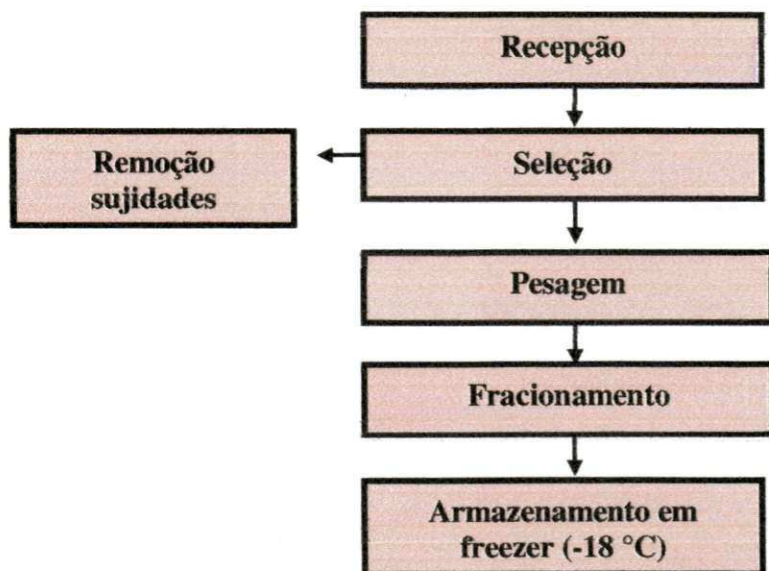 Recepção
Remoção
sujidades
Seleção
Pesagem
Fracionamento
Armazenamento em
freezer (-18 °C)